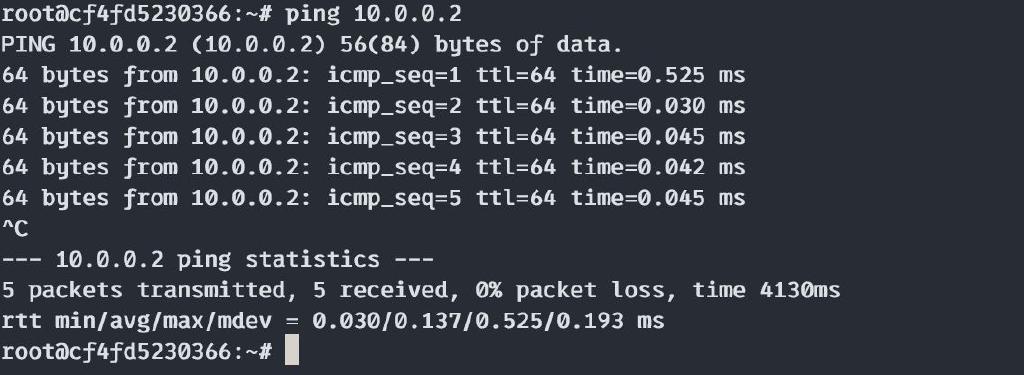 root@cf4fd5230366:~# ping 10.0.0.2
PING 10.0.0.2 (10.0.0.2) 56(84) bytes of data.
64 bytes from 10.0.0.2: icmp_seq=1 ttl=64 time=0.525 ms
64 bytes from 10.0.0.2: icmp_seq=2 ttl=64 time=0.030 ms
64 bytes from 10.0.0.2: icmp_seq=3 ttl=64 time=0.045 ms
64 bytes from 10.0.0.2: icmp_seq=4 ttl=64 time=0.042 ms
64 bytes from 10.0.0.2: icmp_seq=5 ttl=64 time=0.045 ms
^C
--- 10.0.0.2 ping statistics ---
5 packets transmitted, 5 received, 0% packet loss, time 4130ms
rtt min/avg/max/mdev = 0.030/0.137/0.525/0.193 ms
root@cf4fd5230366:~#